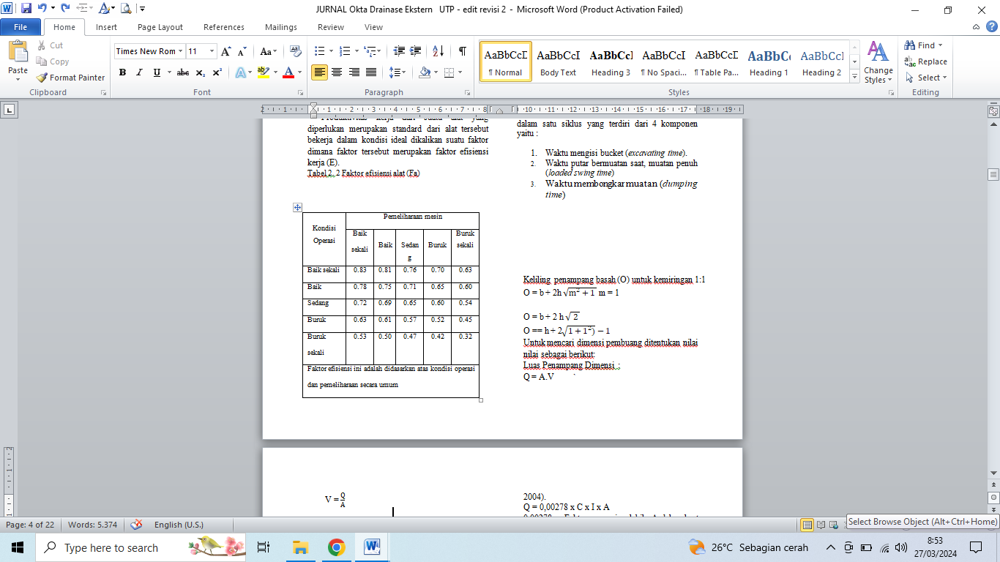 JURNAL Okta Drainase Ekstern UTP - edit revisi 2 - Microsoft Word (Product Activation Failed)
File Home Insert Page Layout References Mailings Review View
Paste
Cut
Copy
Format Painter
Clipboard
Times New Rom 11
Font
Paragraph
AaBbCcD ¶ Normal
AaBbCcI Body Text
AaBbCcl Heading 3
AaBbCcI ¶ No Spaci...
AaBbCcD ¶ Table Pa...
AaBbCc Heading 1
AaBbCcI Heading 2
Change Styles
Styles
Find
Replace
Select
Editing
Produktivitas kerja dari suatu alat yang
diperlukan merupakan standard dari alat tersebut
bekerja dalam kondisi ideal dikalikan suatu faktor
dimana faktor tersebut merupakan faktor efisiensi
kerja (E).
Tabel 2. 2 Faktor efisiensi alat (Fa)
Kondisi Operasi
Pemeliharaan mesin
Baik sekali Baik Sedang Buruk Buruk sekali
Baik sekali 0.83 0.81 0.76 0.70 0.63
Baik 0.78 0.75 0.71 0.65 0.60
Sedang 0.72 0.69 0.65 0.60 0.54
Buruk 0.63 0.61 0.57 0.52 0.45
Buruk sekali 0.53 0.50 0.47 0.42 0.32
Faktor efisiensi ini adalah didasarkan atas kondisi operasi
dan pemeliharaan secara umum
dalam satu siklus yang terdiri dari 4 komponen
yaitu :
1. Waktu mengisi bucket (excavating time).
2. Waktu putar bermuatan saat, muatan penuh
(loaded swing time)
3. Waktu membongkar muatan (dumping
time)
Keliling penampang basah (O) untuk kemiringan 1:1
O = b + 2h √m² + 1 m = 1
O = b + 2 h √2
O == h + 2√1 + 1²) − 1
Untuk mencari dimensi pembuang ditentukan nilai
nilai sebagai berikut:
Luas Penampang Dimensi :
Q = A.V
V = Q/A
2004).
Q = 0,00278 x C x I x A
Page: 4 of 22 Words: 5.374 English (U.S.)
Select Browse Object (Alt+Ctrl+Home)
Type here to search
26°C Sebagian cerah
8:53
27/03/2024